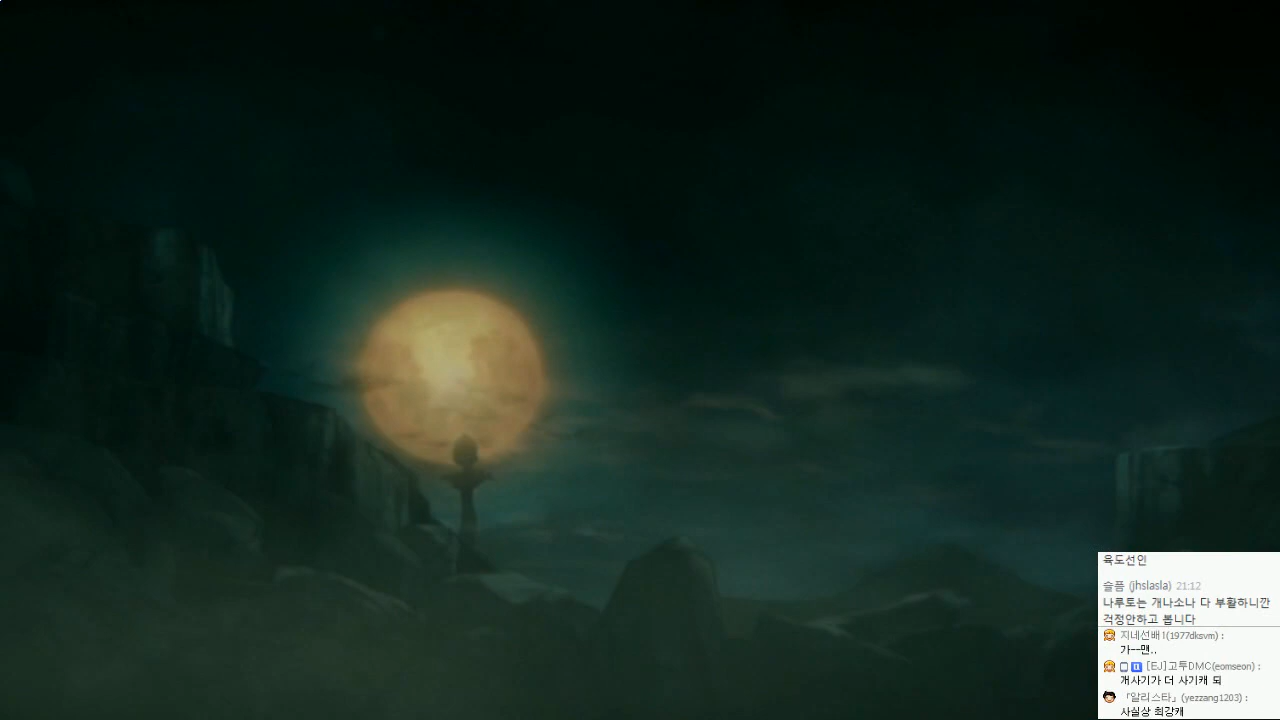 육도선인
슬픔 (jhslasla) 21:12
나루토는 개나소나 다 부활하니깐
걱정안하고 봅니다
지네선배!(1977dksvm) :
가--맨..
[EJ]고투DMC(eomseon) :
개사기가 더 사기캐 되
『알리스타』(yezzang1203) :
사실상 최강캐